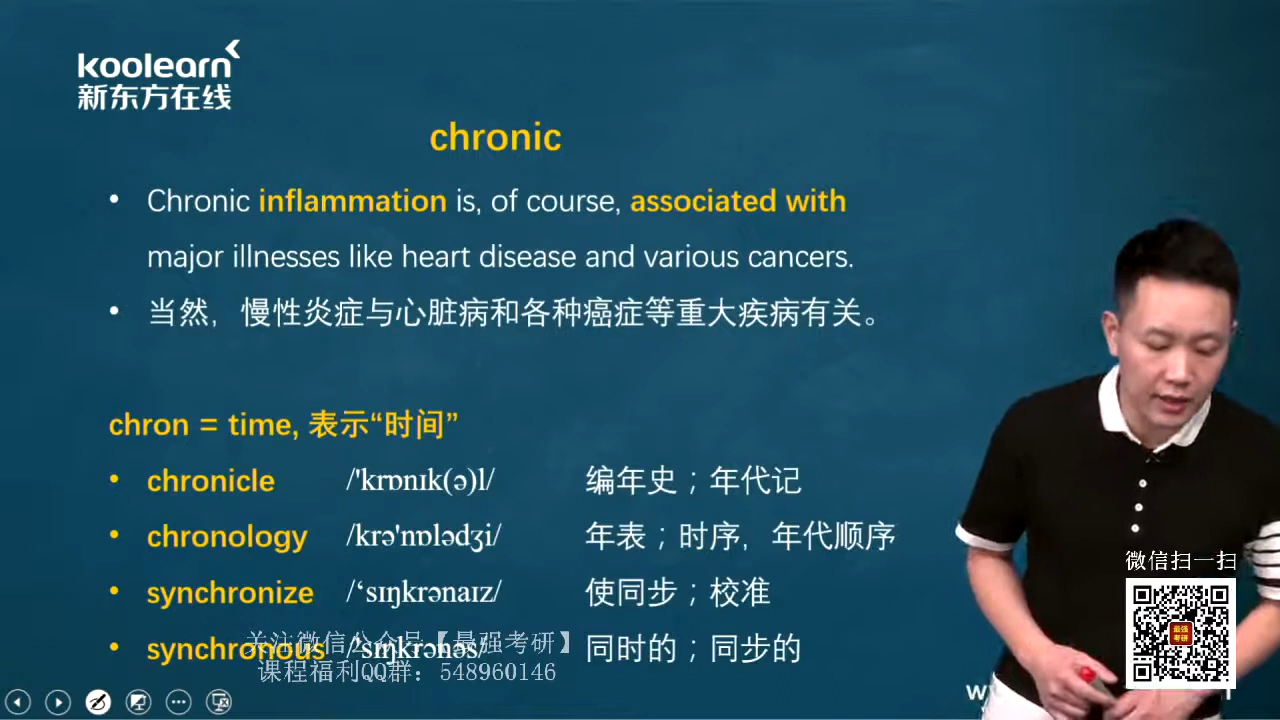 koolearn
新东方在线
chronic
• Chronic inflammation is, of course, associated with
major illnesses like heart disease and various cancers.
• 当然，慢性炎症与心脏病和各种癌症等重大疾病有关。
chron = time, 表示“时间”
• chronicle /'krɒnɪk(ə)l/ 编年史；年代记
• chronology /krə'nɒlədʒi/ 年表；时序，年代顺序
• synchronize /‘sɪŋkrənaɪz/ 使同步；校准
• synchronous /'sɪŋkrənəs/ 同时的；同步的
关注微信公众号【最强考研】
课程福利QQ群：548960146
微信扫一扫
最强
考研